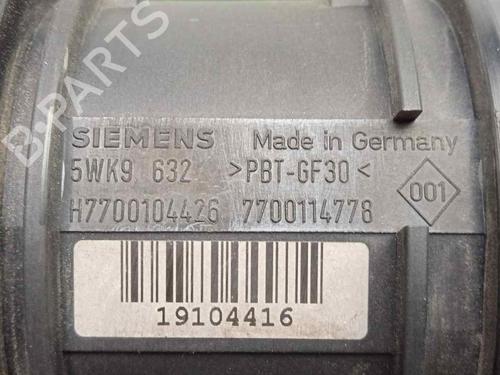 B-PARTS
SIEMENS Made in Germany
5WK9 632 >PBT-GF30<
001
H7700104426 7700114778
19104416